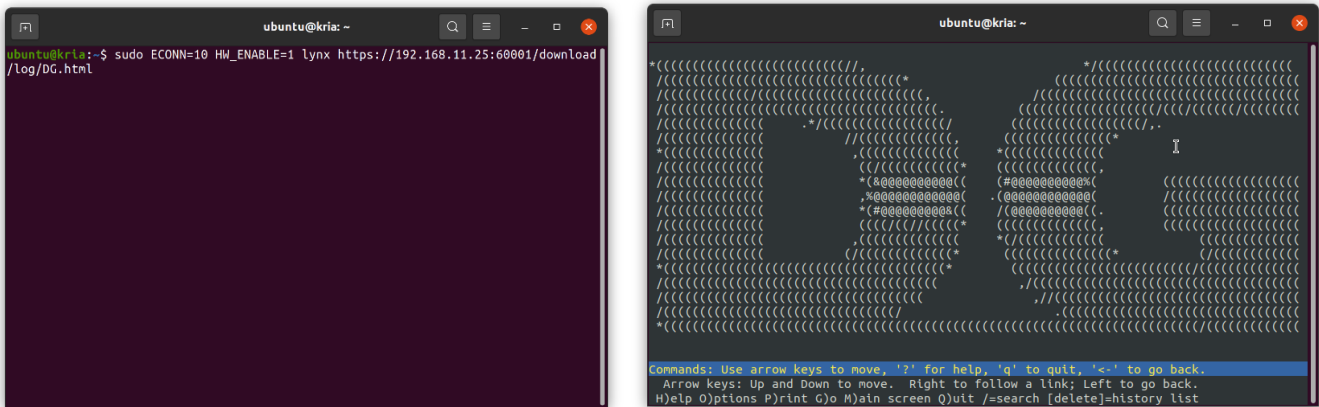 ubuntu@kria: ~
ubuntu@kria:~$ sudo ECONN=10 HW_ENABLE=1 lynx https://192.168.11.25:60001/download
/log/DG.html
ubuntu@kria: ~
DG
Commands: Use arrow keys to move, '?' for help, 'q' to quit, '<-' to go back.
Arrow keys: Up and Down to move.  Right to follow a link; Left to go back.
H)elp O)ptions P)rint G)o M)ain screen Q)uit /=search [delete]=history list